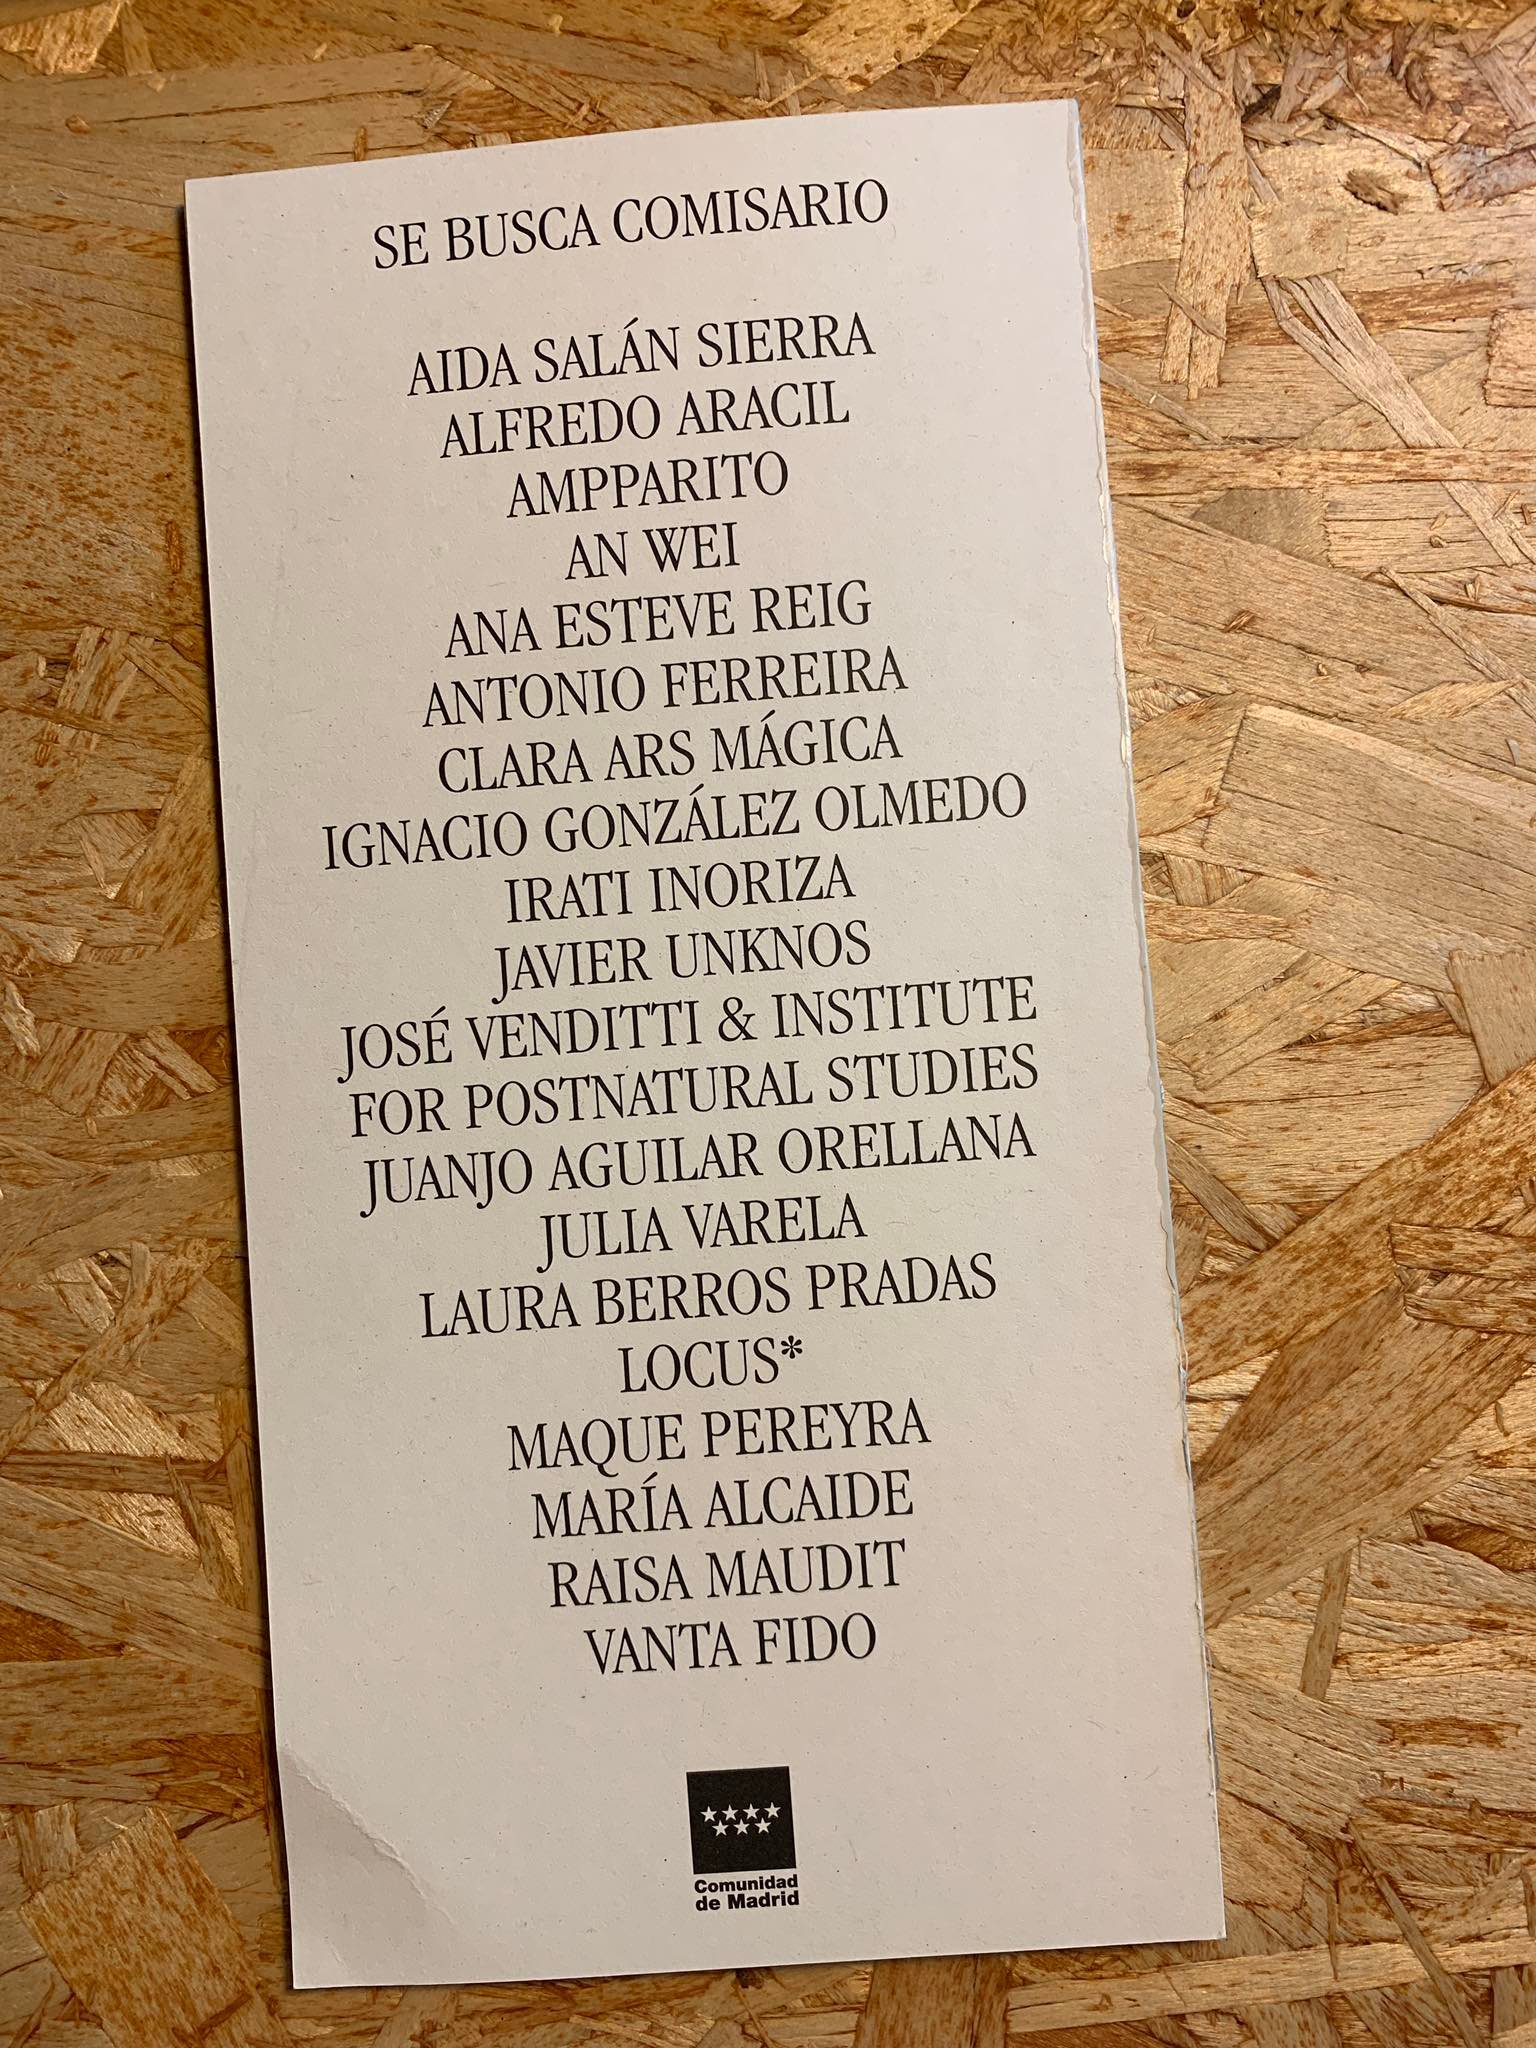 SE BUSCA COMISARIO
AIDA SALÁN SIERRA
ALFREDO ARACIL
AMPPARITO
AN WEI
ANA ESTEVE REIG
ANTONIO FERREIRA
CLARA ARS MÁGICA
IGNACIO GONZÁLEZ OLMEDO
IRATI INORIZA
JAVIER UNKNOS
JOSÉ VENDITTI & INSTITUTE
FOR POSTNATURAL STUDIES
JUANJO AGUILAR ORELLANA
JULIA VARELA
LAURA BERROS PRADAS
LOCUS*
MAQUE PEREYRA
MARÍA ALCAIDE
RAISA MAUDIT
VANTA FIDO
Comunidad
de Madrid